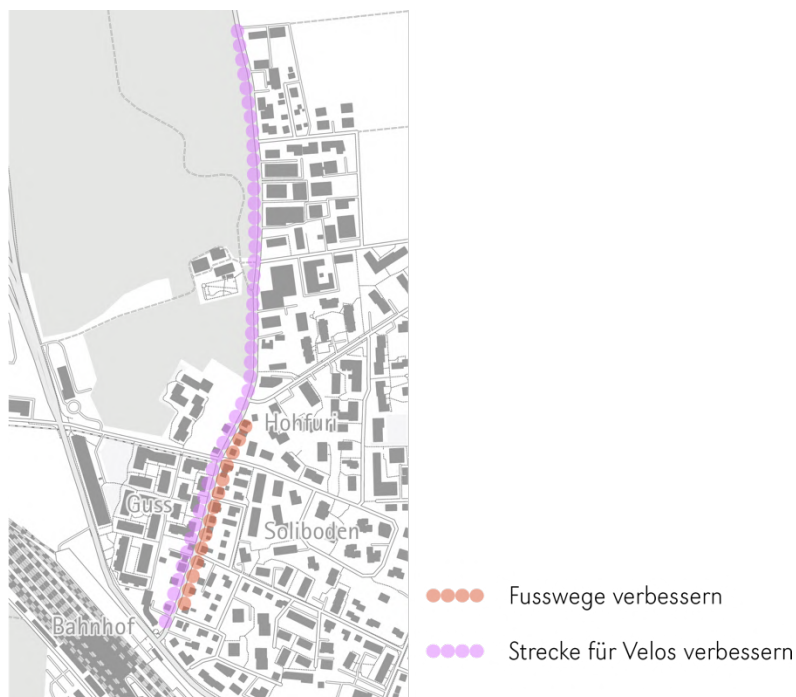 Hohfuri
Guss
Soliboden
Bahnhof
Fusswege verbessern
Strecke für Velos verbessern